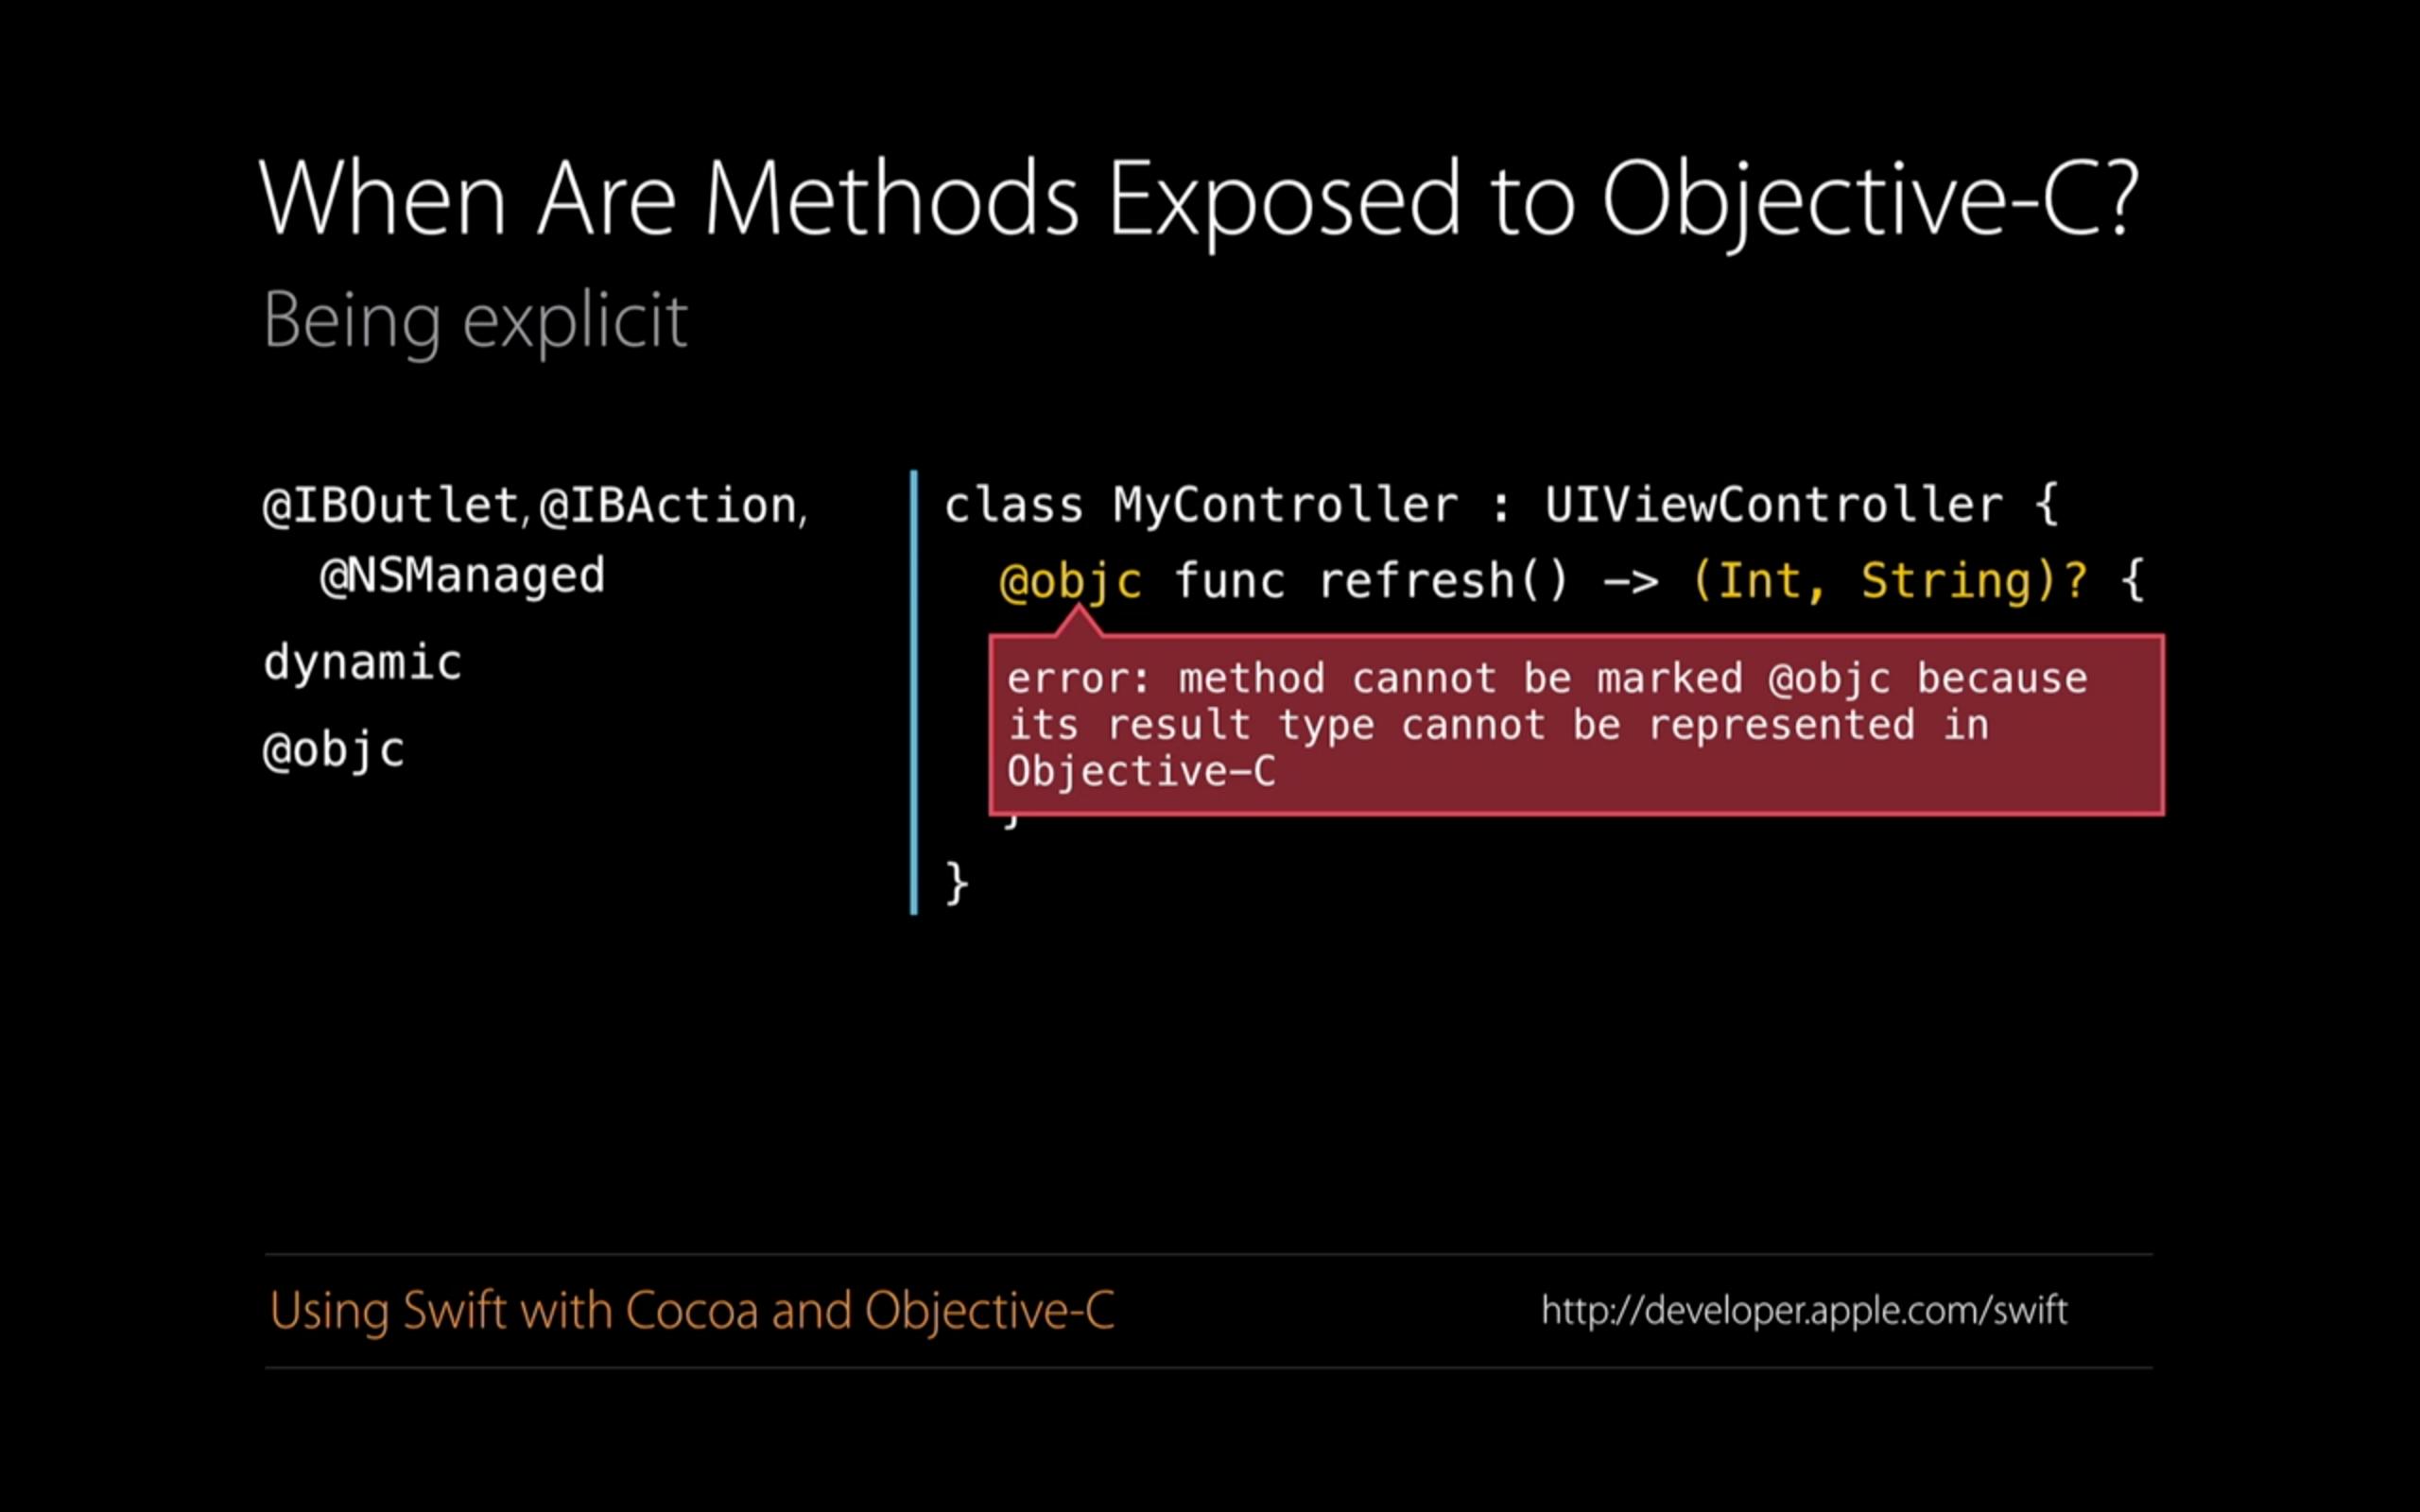 When Are Methods Exposed to Objective-C?
Being explicit
@IBOutlet, @IBAction,
@NSManaged
dynamic
@objc
class MyController : UIViewController {
@objc func refresh() -> (Int, String)? {
error: method cannot be marked @objc because
its result type cannot be represented in
Objective-C
}
}
Using Swift with Cocoa and Objective-C
http://developer.apple.com/swift